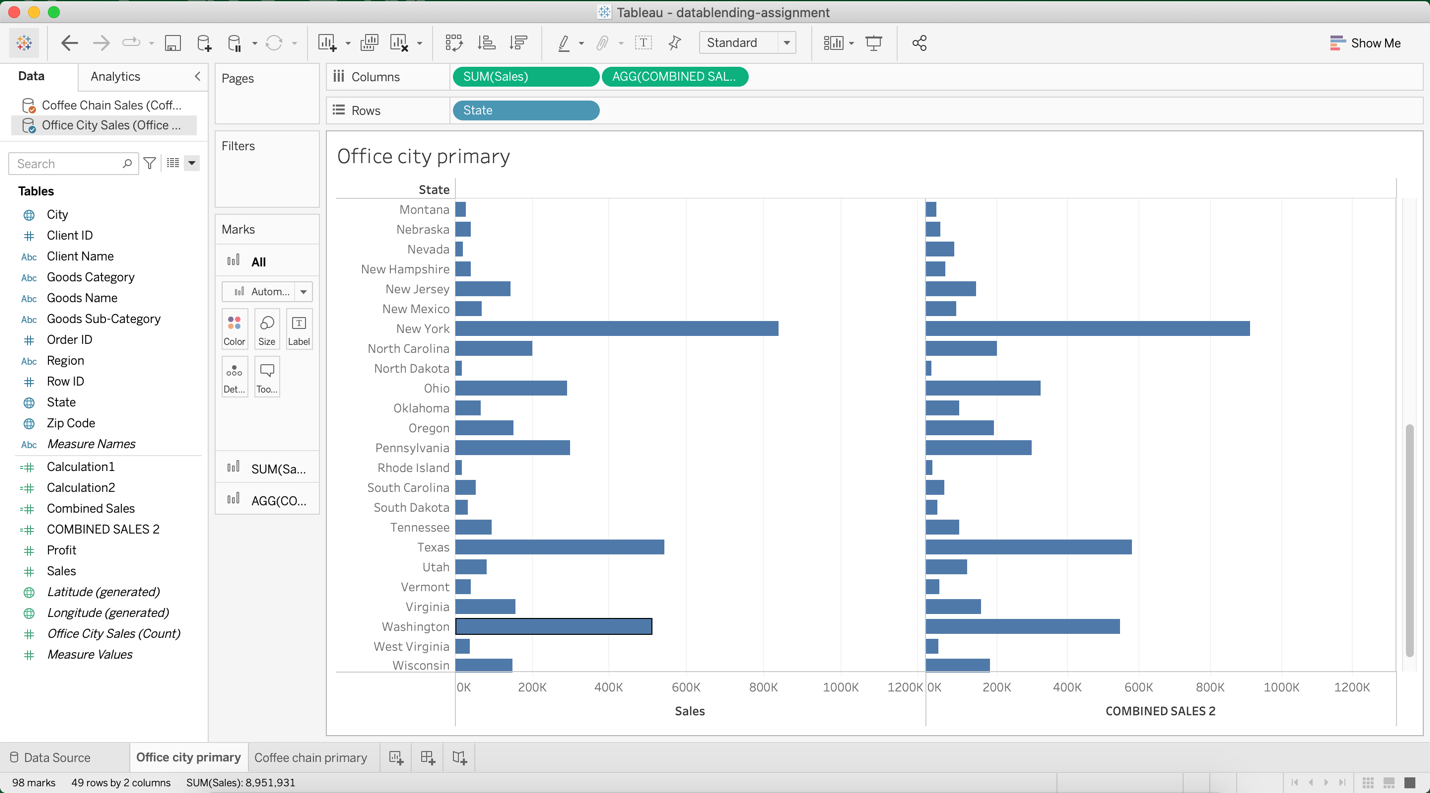 Tableau - datablending-assignment
Standard
Show Me
Data
Analytics
Coffee Chain Sales (Coff...
Office City Sales (Office ...
Search
Tables
City
Client ID
Abc Client Name
Abc Goods Category
Abc Goods Name
Abc Goods Sub-Category
Order ID
Abc Region
Row ID
State
Zip Code
Abc Measure Names
Calculation1
Calculation2
Combined Sales
COMBINED SALES 2
Profit
Sales
Latitude (generated)
Longitude (generated)
Office City Sales (Count)
Measure Values
Pages
Filters
Marks
All
Autom...
Color
Size
Label
Det...
Too...
SUM(Sa...
AGG(CO...
Columns
SUM(Sales)
AGG(COMBINED SAL..
Rows
State
Office city primary
State
Montana
Nebraska
Nevada
New Hampshire
New Jersey
New Mexico
New York
North Carolina
North Dakota
Ohio
Oklahoma
Oregon
Pennsylvania
Rhode Island
South Carolina
South Dakota
Tennessee
Texas
Utah
Vermont
Virginia
Washington
West Virginia
Wisconsin
0K 200K 400K 600K 800K 1000K 1200K
0K 200K 400K 600K 800K 1000K 1200K
Sales
COMBINED SALES 2
Data Source
Office city primary
Coffee chain primary
98 marks
49 rows by 2 columns
SUM(Sales): 8,951,931